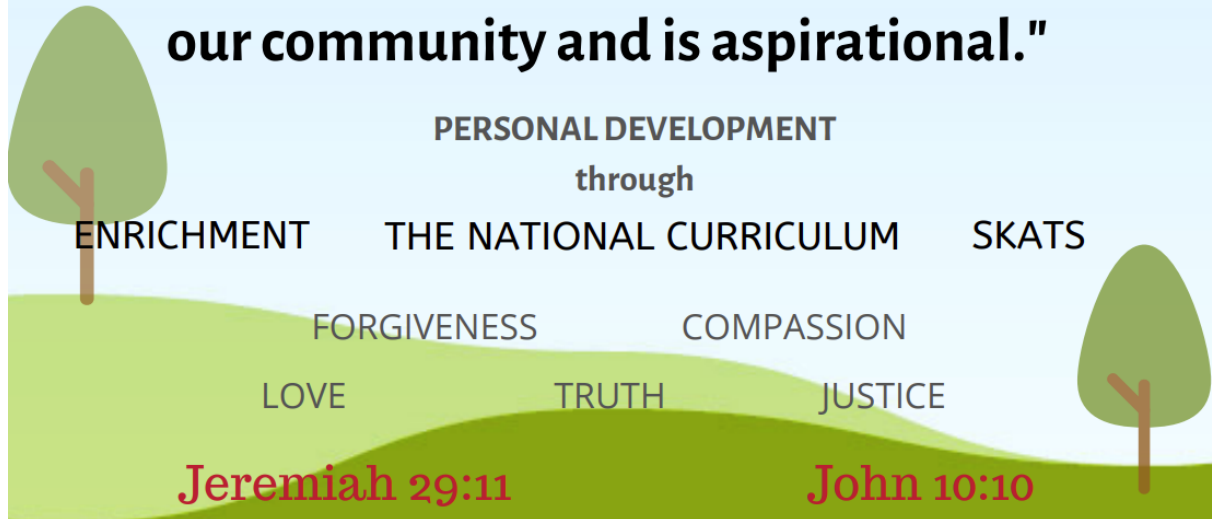 our community and is aspirational."
PERSONAL DEVELOPMENT
through
ENRICHMENT THE NATIONAL CURRICULUM SKATS
FORGIVENESS COMPASSION
LOVE TRUTH JUSTICE
Jeremiah 29:11 John 10:10